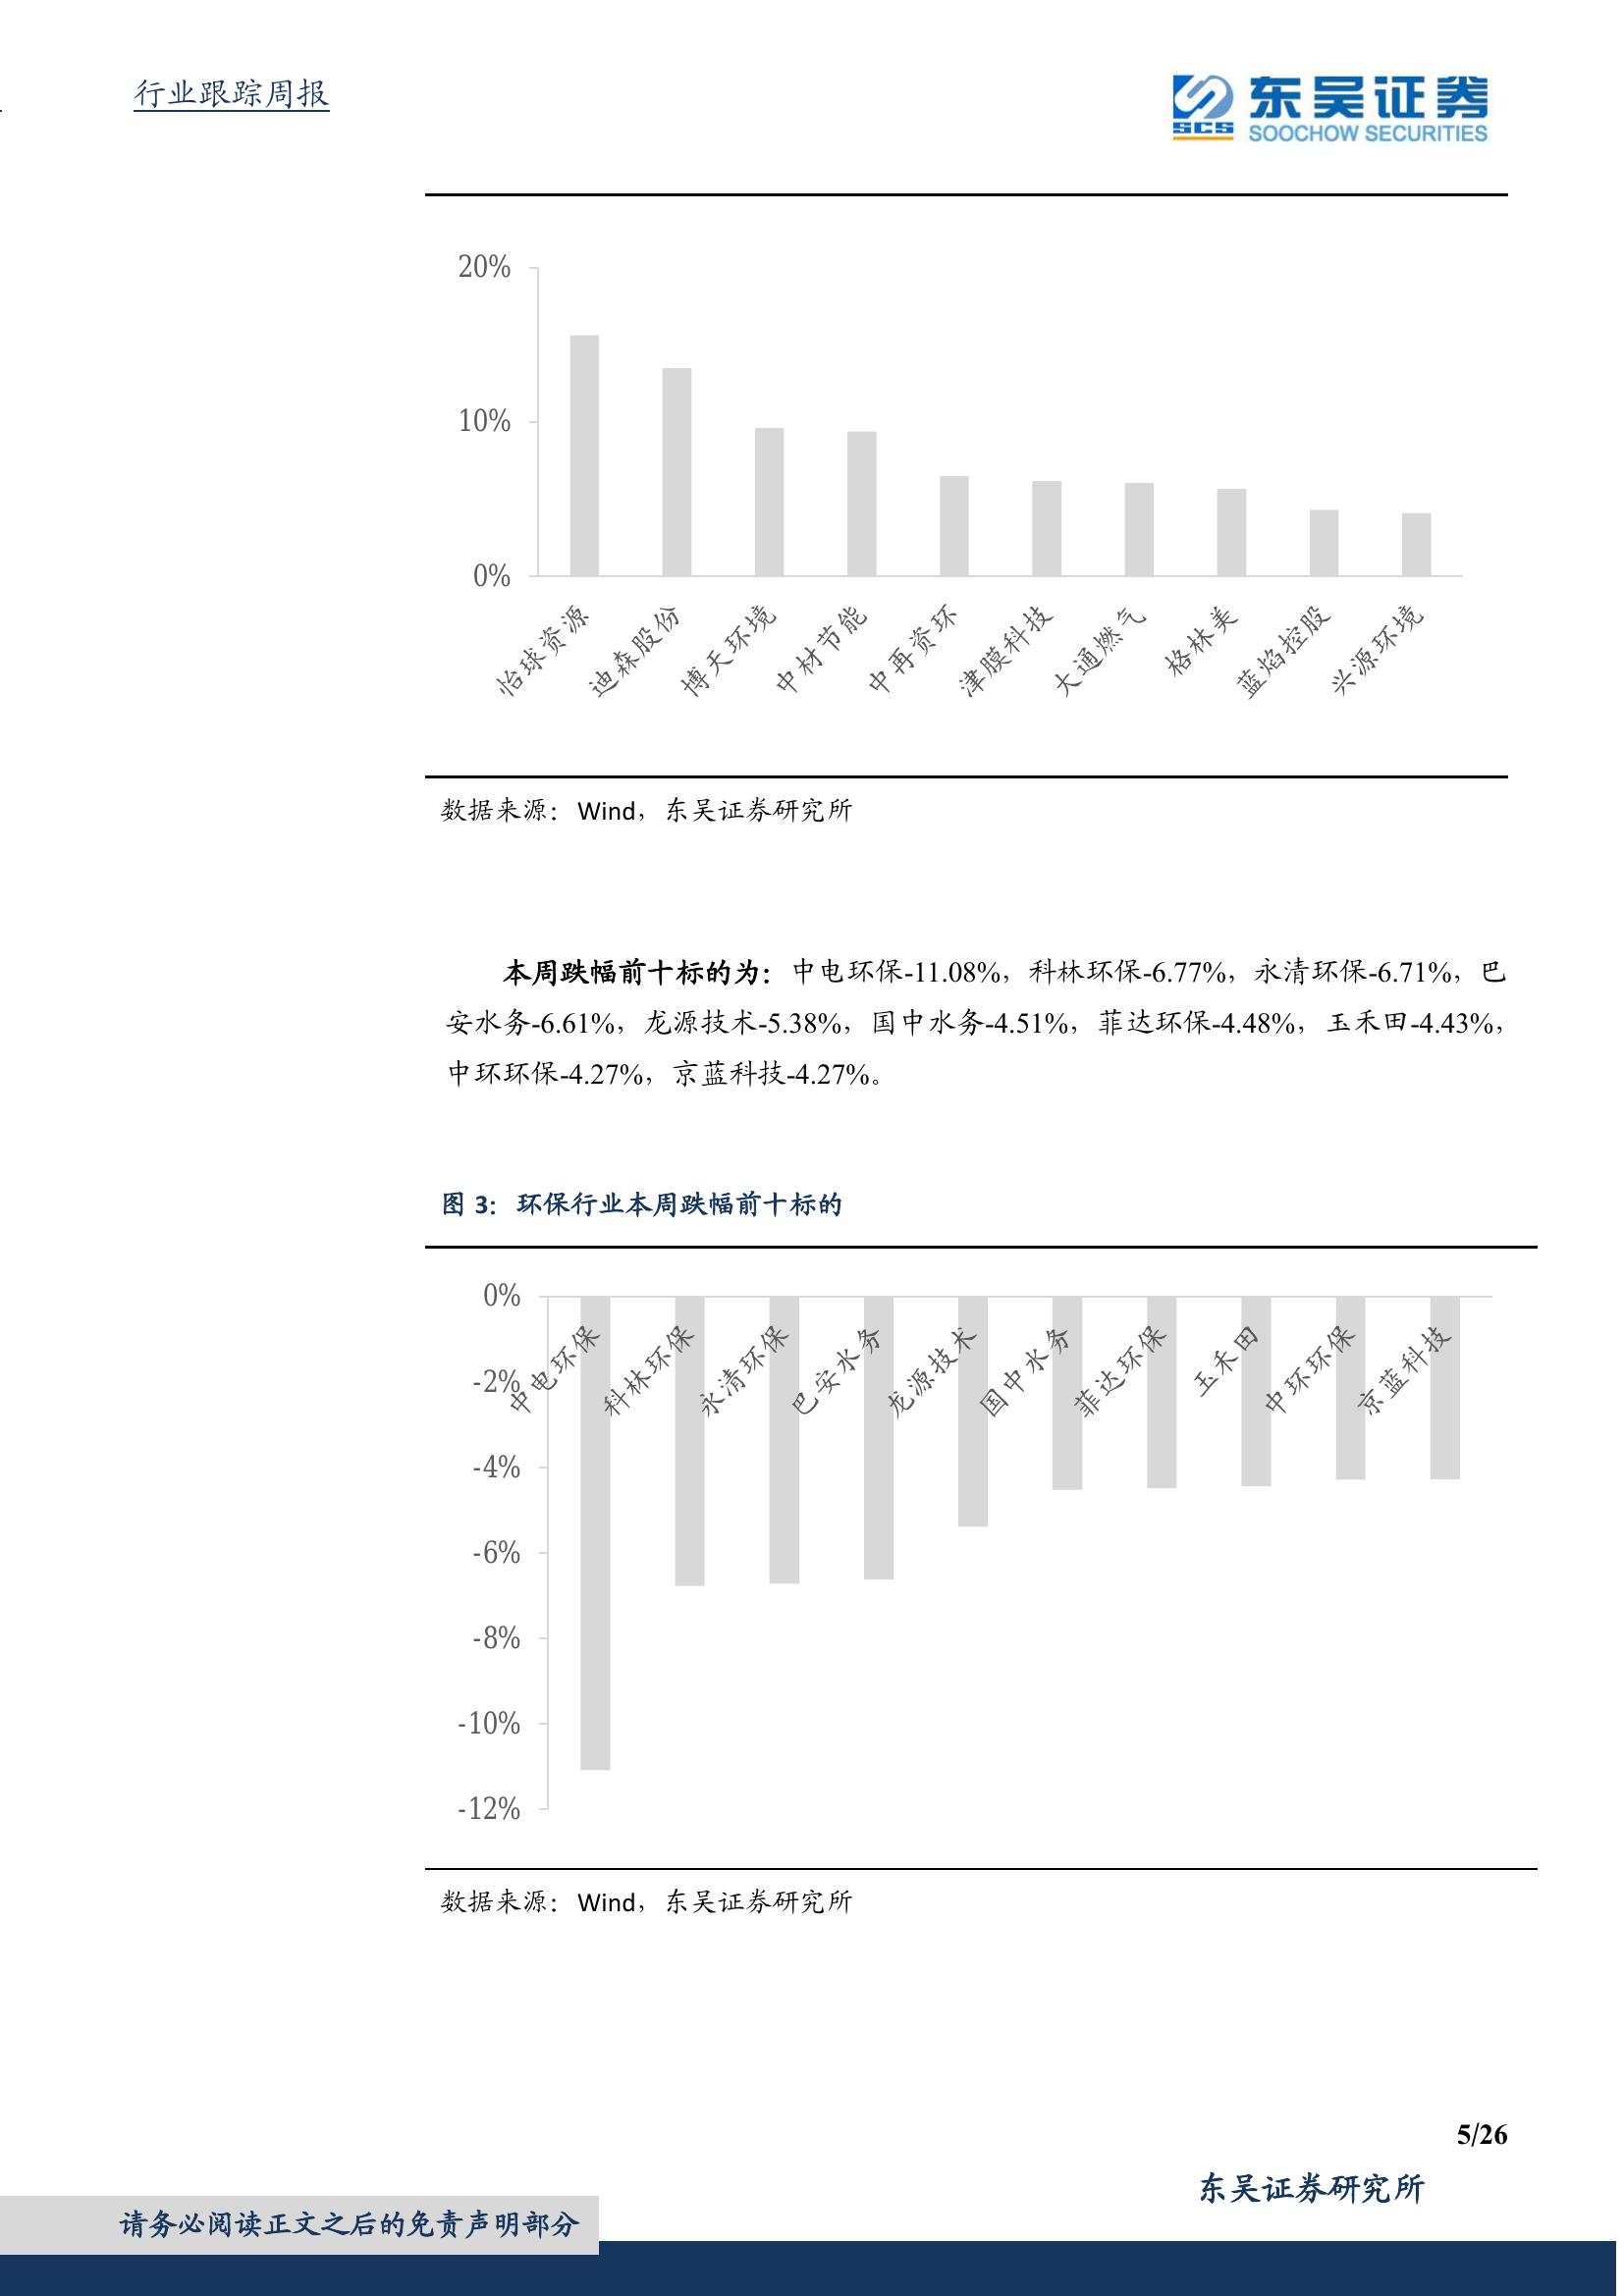 行业跟踪周报
SCS
东吴证券
SOOCHOW SECURITIES
20%
10%
0%
怡球资源
迪森股份
博天环境
中材节能
中再资环
津膜科技
大通燃气
格林美
蓝焰控股
兴源环境
数据来源：Wind，东吴证券研究所
本周跌幅前十标的为：中电环保-11.08%，科林环保-6.77%，永清环保-6.71%，巴
安水务-6.61%，龙源技术-5.38%，国中水务-4.51%，菲达环保-4.48%，玉禾田-4.43%，
中环环保-4.27%，京蓝科技-4.27%。
图 3：环保行业本周跌幅前十标的
0%
-2%
-4%
-6%
-8%
-10%
-12%
中电环保
科林环保
永清环保
巴安水务
龙源技术
国中水务
菲达环保
玉禾田
中环环保
京蓝科技
数据来源：Wind，东吴证券研究所
5/26
东吴证券研究所
请务必阅读正文之后的免责声明部分